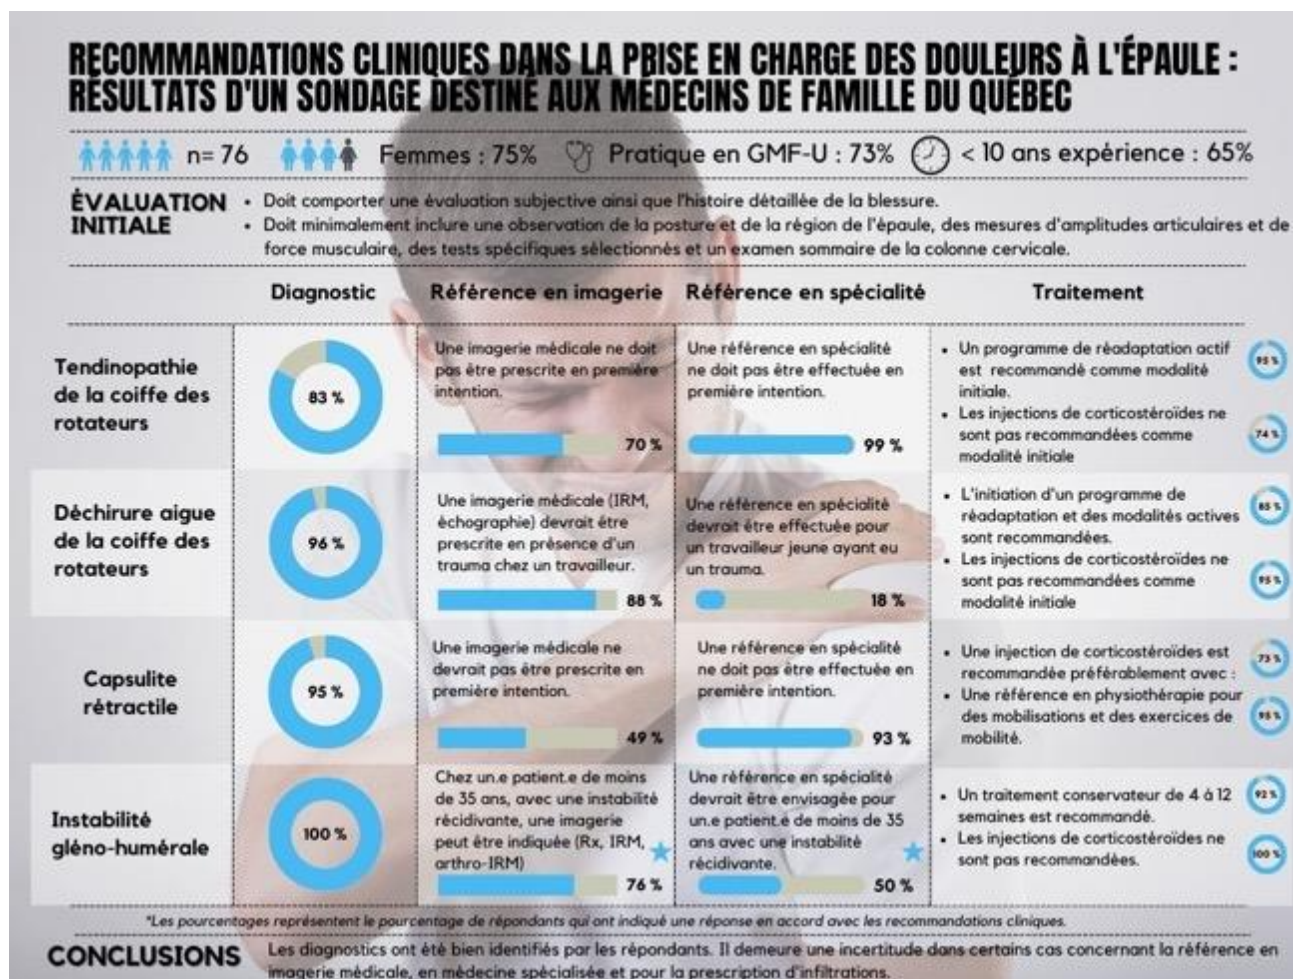 RECOMMANDATIONS CLINIQUES DANS LA PRISE EN CHARGE DES DOULEURS À L'ÉPAULE :
RÉSULTATS D'UN SONDAGE DESTINÉ AUX MÉDECINS DE FAMILLE DU QUÉBEC
n= 76
Femmes : 75%
Pratique en GMF-U : 73%
< 10 ans expérience : 65%
ÉVALUATION
INITIALE
• Doit comporter une évaluation subjective ainsi que l'histoire détaillée de la blessure.
• Doit minimalement inclure une observation de la posture et de la région de l'épaule, des mesures d'amplitudes articulaires et de
force musculaire, des tests spécifiques sélectionnés et un examen sommaire de la colonne cervicale.
Diagnostic
Référence en imagerie
Référence en spécialité
Traitement
Tendinopathie
de la coiffe des
rotateurs
83 %
Une imagerie médicale ne doit
pas être prescrite en première
intention.
70 %
Une référence en spécialité
ne doit pas être effectuée en
première intention.
99 %
• Un programme de réadaptation actif
est recommandé comme modalité
initiale.
95 %
• Les injections de corticostéroïdes ne
sont pas recommandées comme
modalité initiale
74 %
Déchirure aigue
de la coiffe des
rotateurs
96 %
Une imagerie médicale (IRM,
échographie) devrait être
prescrite en présence d'un
trauma chez un travailleur.
88 %
Une référence en spécialité
devrait être effectuée pour
un travailleur jeune ayant eu
un trauma.
18 %
• L'initiation d'un programme de
réadaptation et des modalités actives
sont recommandées.
85 %
• Les injections de corticostéroïdes ne
sont pas recommandées comme
modalité initiale
95 %
Capsulite
rétractile
95 %
Une imagerie médicale ne
devrait pas être prescrite en
première intention.
49 %
Une référence en spécialité
ne doit pas être effectuée en
première intention.
93 %
• Une injection de corticostéroïdes est
recommandée préférablement avec :
• Une référence en physiothérapie pour
des mobilisations et des exercices de
mobilité.
Instabilité
gléno-humérale
100 %
Chez un.e patient.e de moins
de 35 ans, avec une instabilité
récidivante, une imagerie
peut être indiquée (Rx, IRM,
arthro-IRM)
76 %
Une référence en spécialité
devrait être envisagée pour
un.e patient.e de moins de 35
ans avec une instabilité
récidivante.
50 %
• Un traitement conservateur de 4 à 12
semaines est recommandé.
92 %
• Les injections de corticostéroïdes ne
sont pas recommandées.
100 %
*Les pourcentages représentent le pourcentage de répondants qui ont indiqué une réponse en accord avec les recommandations cliniques.
CONCLUSIONS
Les diagnostics ont été bien identifiés par les répondants. Il demeure une incertitude dans certains cas concernant la référence en
imagerie médicale, en médecine spécialisée et pour la prescription d'infiltrations.